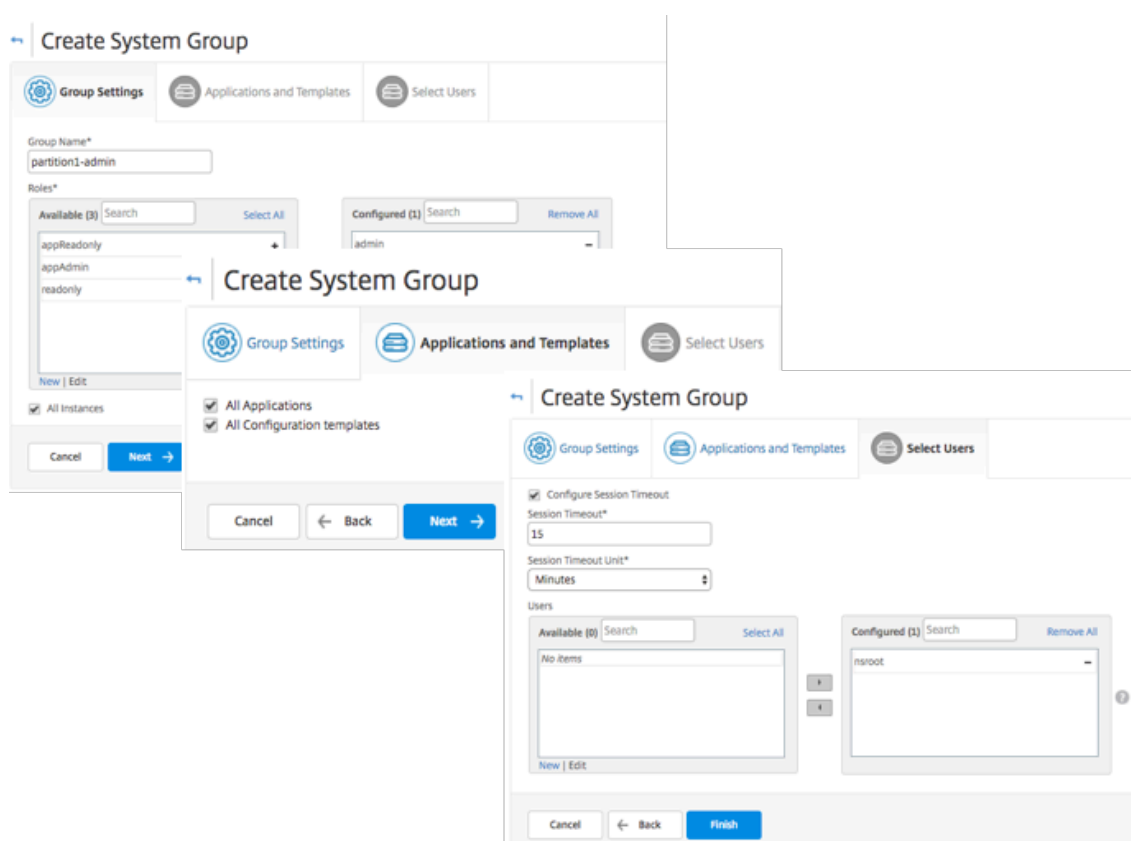 Create System Group
Group Settings Applications and Templates Select Users
Group Name*
partition1-admin
Roles*
Available (3) Search Select All Configured (1) Search Remove All
appReadonly + admin −
appAdmin
readonly
New | Edit
All Instances
Cancel Next →
Create System Group
Group Settings Applications and Templates Select Users
All Applications
All Configuration templates
Cancel ← Back Next →
Create System Group
Group Settings Applications and Templates Select Users
Configure Session Timeout
Session Timeout*
15
Session Timeout Unit*
Minutes
Users
Available (0) Search Select All Configured (1) Search Remove All
No items nsroot −
?
New | Edit
Cancel ← Back Finish